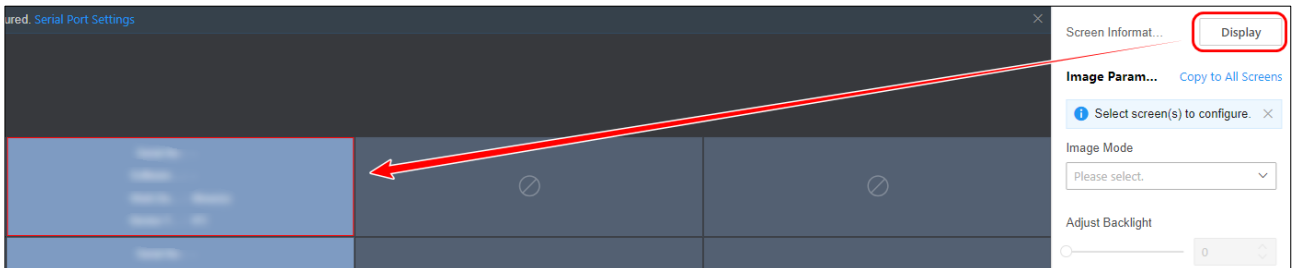 ured. Serial Port Settings
Screen Informat...
Display
Image Param...
Copy to All Screens
Select screen(s) to configure.
Image Mode
Please select.
Adjust Backlight
0